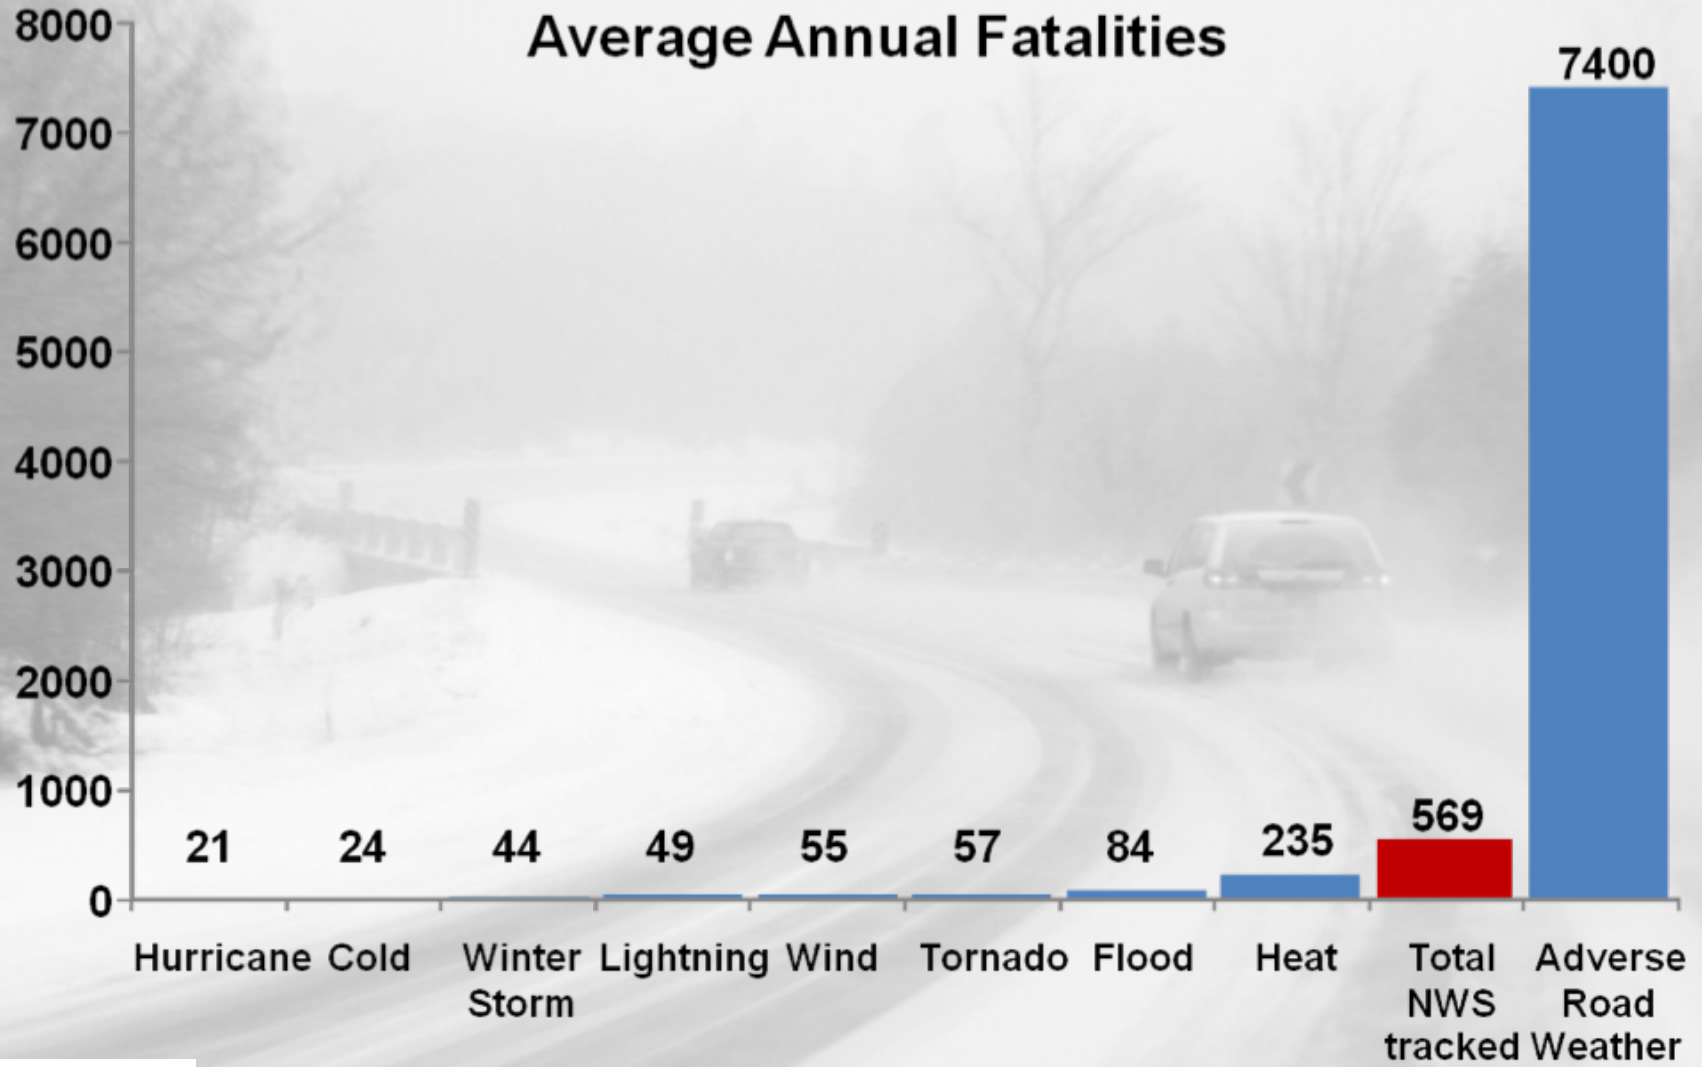 Average Annual Fatalities
8000
7000
6000
5000
4000
3000
2000
1000
0
21 24 44 49 55 57 84 235 569 7400
Hurricane Cold Winter Lightning Wind Tornado Flood Heat Total Adverse
Storm NWS Road
tracked Weather